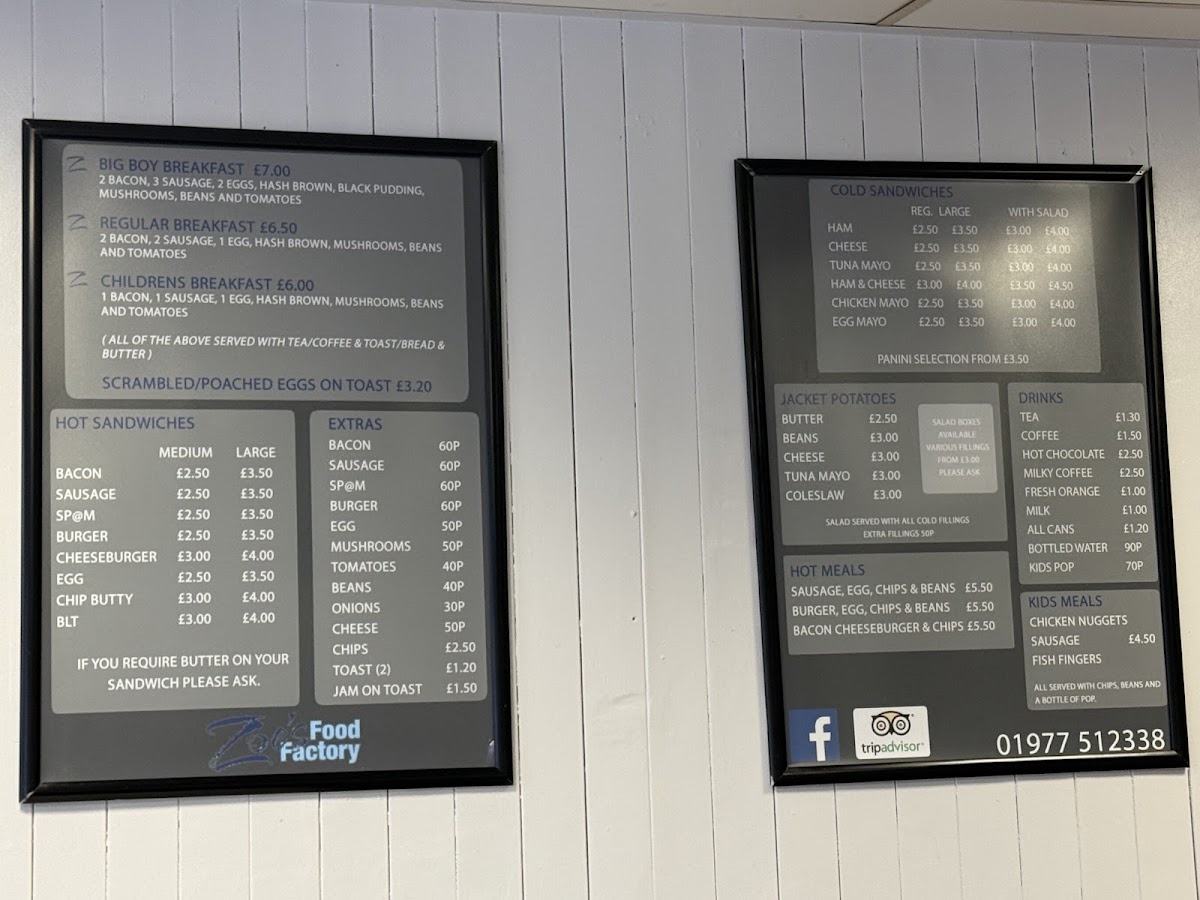 BIG BOY BREAKFAST £7.00
2 BACON, 3 SAUSAGE, 2 EGGS, HASH BROWN, BLACK PUDDING,
MUSHROOMS, BEANS AND TOMATOES
REGULAR BREAKFAST £6.50
2 BACON, 2 SAUSAGE, 1 EGG, HASH BROWN, MUSHROOMS, BEANS
AND TOMATOES
CHILDRENS BREAKFAST £6.00
1 BACON, 1 SAUSAGE, 1 EGG, HASH BROWN, MUSHROOMS, BEANS
AND TOMATOES
( ALL OF THE ABOVE SERVED WITH TEA/COFFEE & TOAST/BREAD &
BUTTER )
SCRAMBLED/POACHED EGGS ON TOAST £3.20
HOT SANDWICHES
MEDIUM LARGE
BACON £2.50 £3.50
SAUSAGE £2.50 £3.50
SP@M £2.50 £3.50
BURGER £2.50 £3.50
CHEESEBURGER £3.00 £4.00
EGG £2.50 £3.50
CHIP BUTTY £3.00 £4.00
BLT £3.00 £4.00
IF YOU REQUIRE BUTTER ON YOUR
SANDWICH PLEASE ASK.
EXTRAS
BACON 60P
SAUSAGE 60P
SP@M 60P
BURGER 60P
EGG 50P
MUSHROOMS 50P
TOMATOES 40P
BEANS 40P
ONIONS 30P
CHEESE 50P
CHIPS £2.50
TOAST (2) £1.20
JAM ON TOAST £1.50
Zoe's Food
Factory
COLD SANDWICHES
REG. LARGE WITH SALAD
HAM £2.50 £3.50 £3.00 £4.00
CHEESE £2.50 £3.50 £3.00 £4.00
TUNA MAYO £2.50 £3.50 £3.00 £4.00
HAM & CHEESE £3.00 £4.00 £3.50 £4.50
CHICKEN MAYO £2.50 £3.50 £3.00 £4.00
EGG MAYO £2.50 £3.50 £3.00 £4.00
PANINI SELECTION FROM £3.50
JACKET POTATOES
BUTTER £2.50
BEANS £3.00
CHEESE £3.00
TUNA MAYO £3.00
COLESLAW £3.00
SALAD BOXES
AVAILABLE
VARIOUS FILLINGS
FROM £3.00
PLEASE ASK
SALAD SERVED WITH ALL COLD FILLINGS
EXTRA FILLINGS 50P
DRINKS
TEA £1.30
COFFEE £1.50
HOT CHOCOLATE £2.50
MILKY COFFEE £2.50
FRESH ORANGE £1.00
MILK £1.00
ALL CANS £1.20
BOTTLED WATER 90P
KIDS POP 70P
HOT MEALS
SAUSAGE, EGG, CHIPS & BEANS £5.50
BURGER, EGG, CHIPS & BEANS £5.50
BACON CHEESEBURGER & CHIPS £5.50
KIDS MEALS
CHICKEN NUGGETS
SAUSAGE £4.50
FISH FINGERS
ALL SERVED WITH CHIPS, BEANS AND
A BOTTLE OF POP.
f
tripadvisor
01977 512338